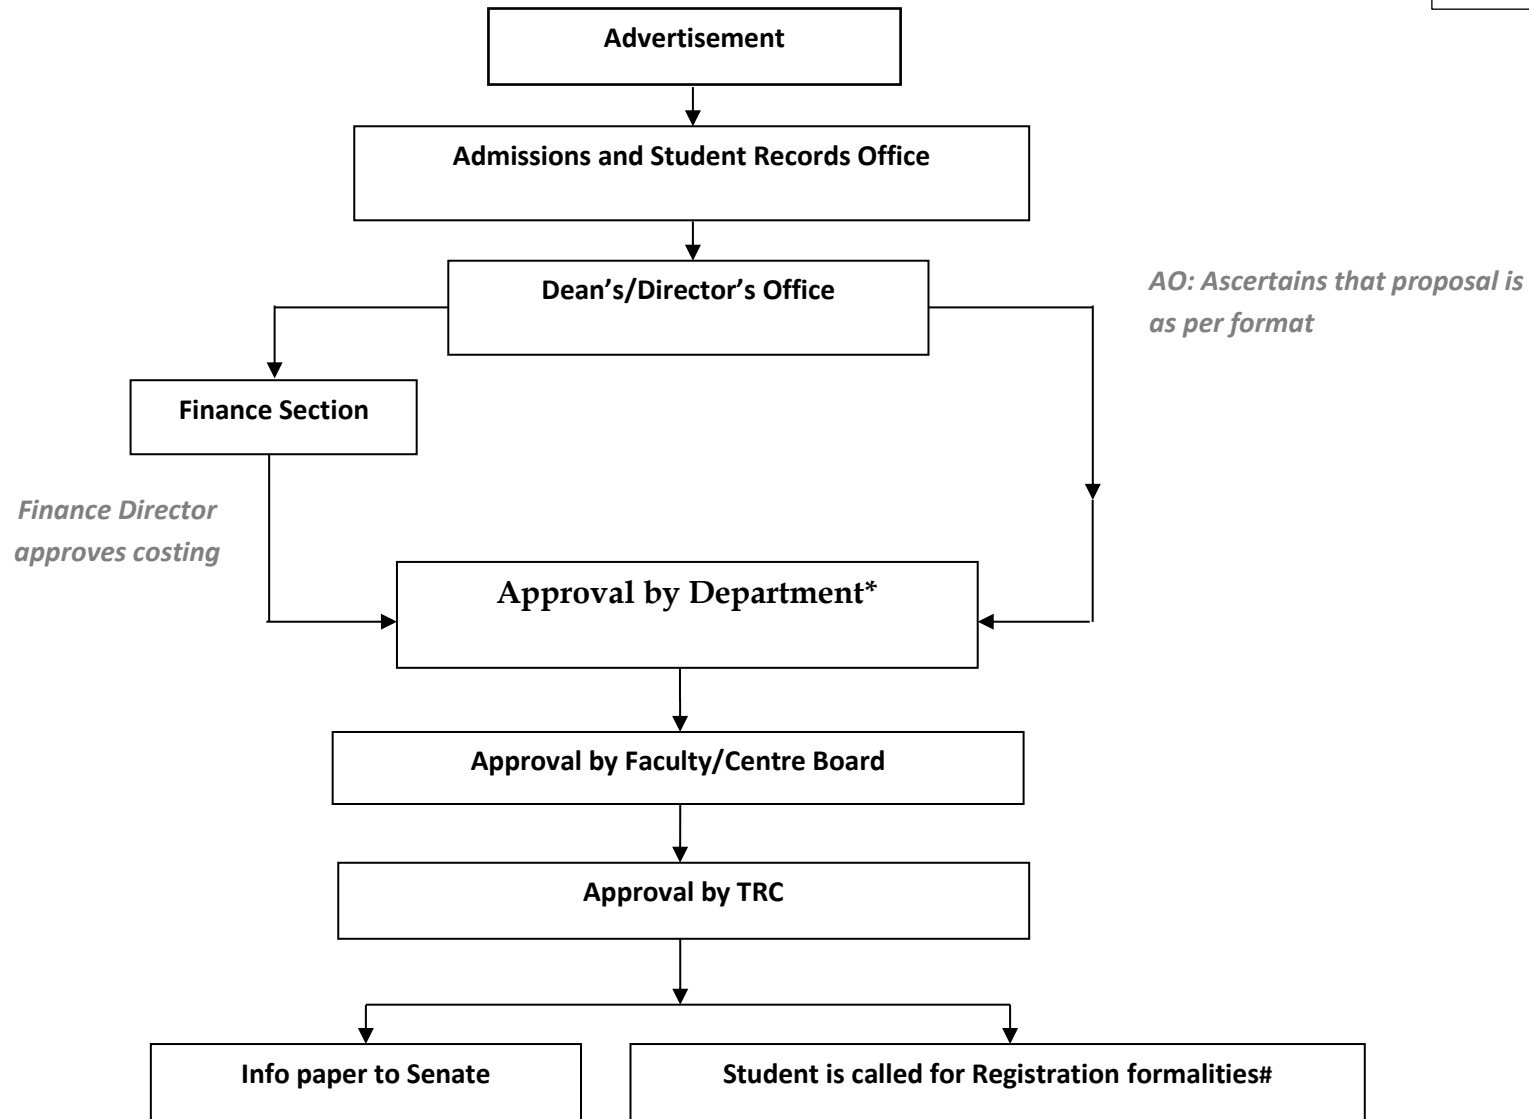 Advertisement
Admissions and Student Records Office
Dean’s/Director’s Office
AO: Ascertains that proposal is
as per format
Finance Section
Finance Director
approves costing
Approval by Department*
Approval by Faculty/Centre Board
Approval by TRC
Info paper to Senate
Student is called for Registration formalities#